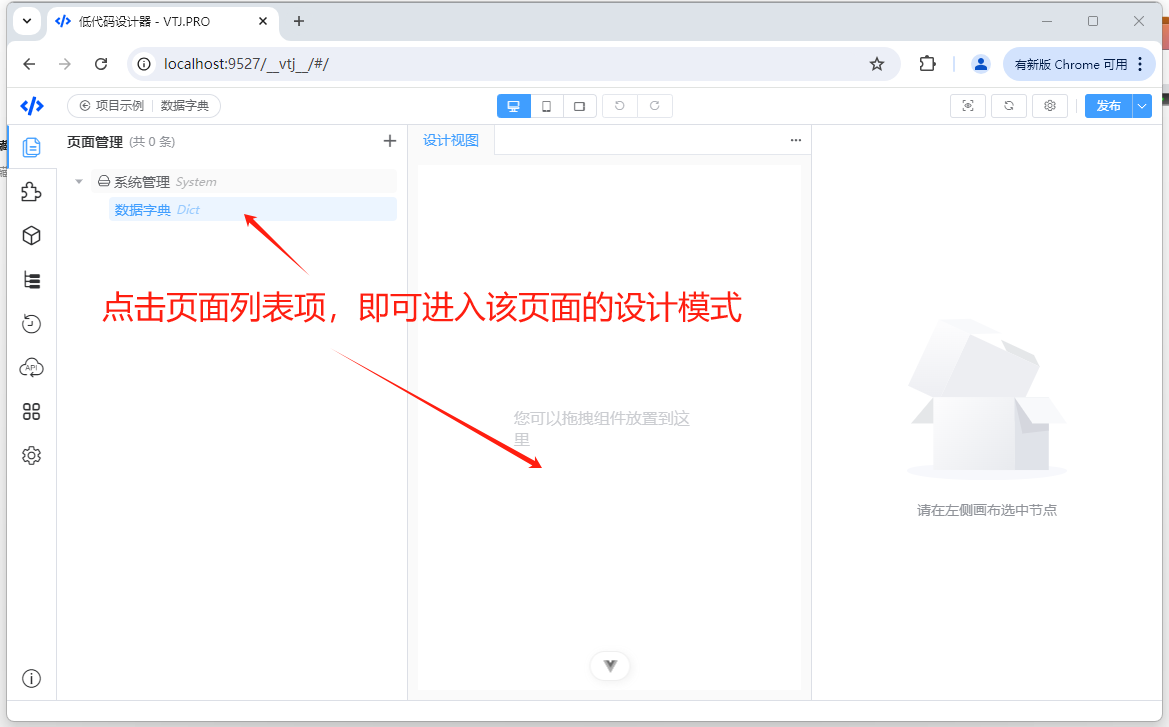 低代码设计器 - VTJ.PRO
localhost:9527/__vtj__/#/
有新版 Chrome 可用
项目示例 数据字典
发布
页面管理 (共 0 条)
设计视图
系统管理 System
数据字典 Dict
点击页面列表项，即可进入该页面的设计模式
API
您可以拖拽组件放置到这
里
请在左侧画布选中节点